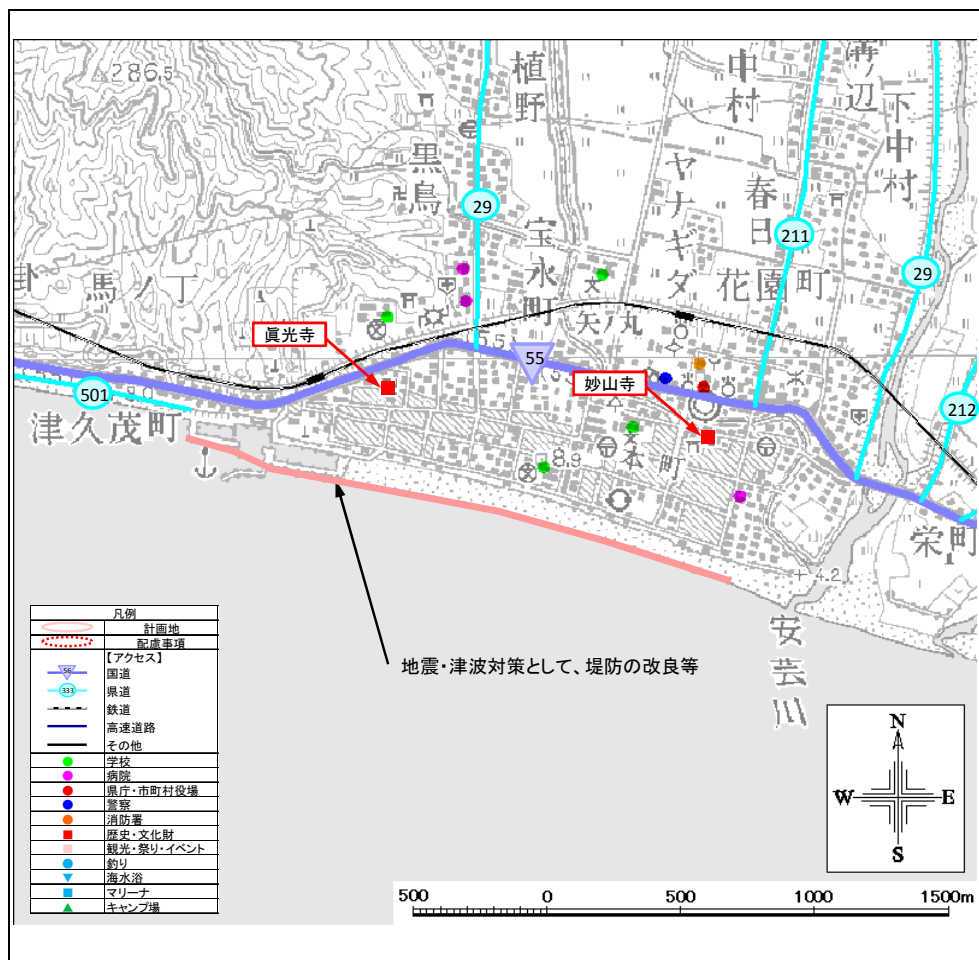 286.5
植野
中村
溝ノ辺
下中村
黒鳥
29
ヤナギダ
春日
211
宝水町
29
馬ノ丁
花園町
矢ノ丸
眞光寺
55
妙山寺
501
212
津久茂町
本町
8.9
栄町
4.2
安芸川
地震・津波対策として、堤防の改良等
凡例
計画地
配慮事項
【アクセス】
56 国道
333 県道
鉄道
高速道路
その他
学校
病院
県庁・市町村役場
警察
消防署
歴史・文化財
観光・祭り・イベント
釣り
海水浴
マリーナ
キャンプ場
N
W E
S
500 0 500 1000 1500m